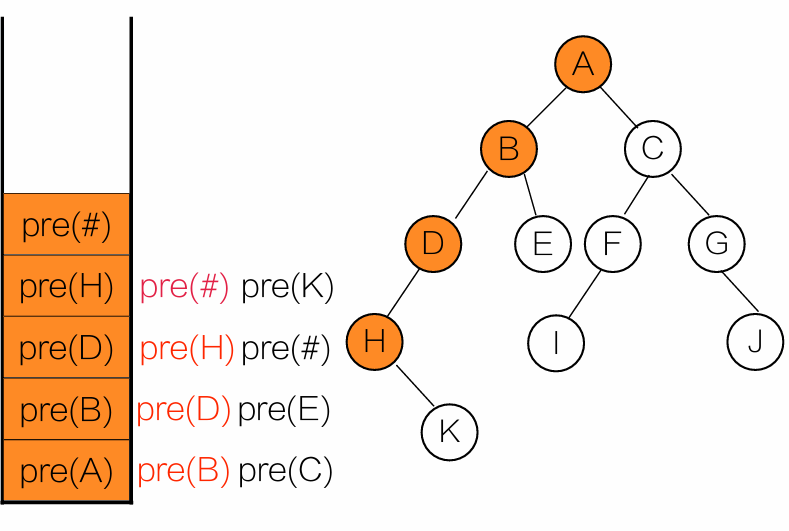 pre(#)
pre(H) pre(#) pre(K)
pre(D) pre(H) pre(#)
pre(B) pre(D) pre(E)
pre(A) pre(B) pre(C)
A
B C
D E F G
H I J
K